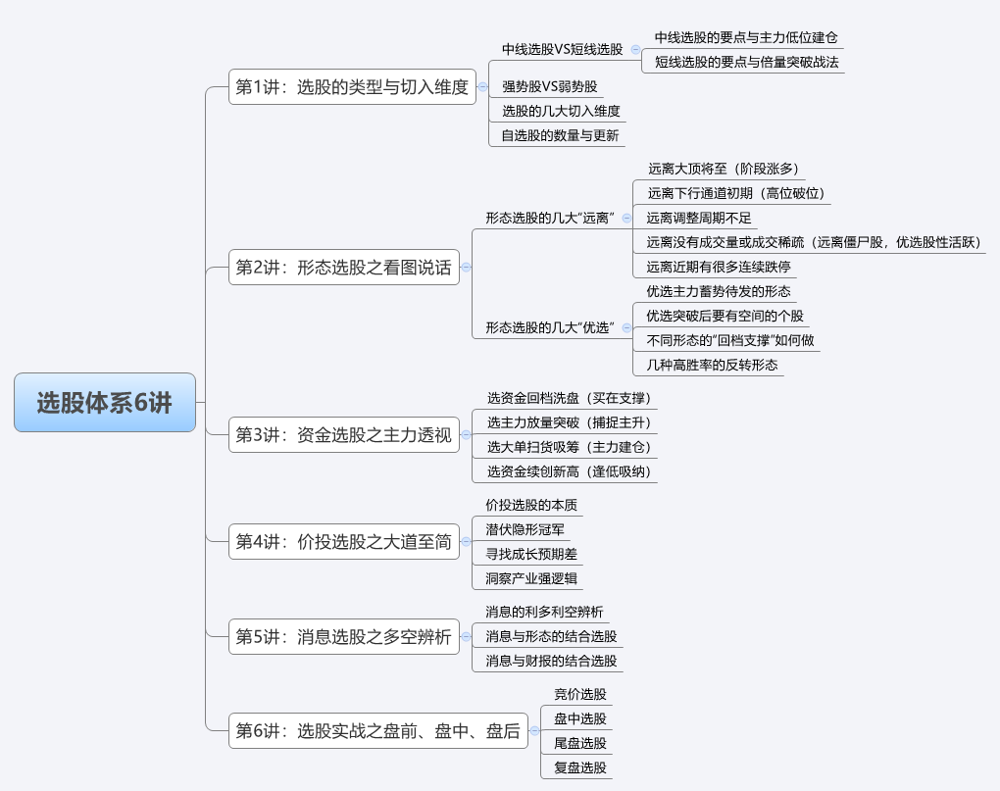 选股体系6讲
第1讲：选股的类型与切入维度
中线选股VS短线选股
中线选股的要点与主力低位建仓
短线选股的要点与倍量突破战法
强势股VS弱势股
选股的几大切入维度
自选股的数量与更新
第2讲：形态选股之看图说话
形态选股的几大“远离”
远离大顶将至（阶段涨多）
远离下行通道初期（高位破位）
远离调整周期不足
远离没有成交量或成交稀疏（远离僵尸股，优选股性活跃）
远离近期有很多连续跌停
形态选股的几大“优选”
优选主力蓄势待发的形态
优选突破后要有空间的个股
不同形态的“回档支撑”如何做
几种高胜率的反转形态
第3讲：资金选股之主力透视
选资金回档洗盘（买在支撑）
选主力放量突破（捕捉主升）
选大单扫货吸筹（主力建仓）
选资金续创新高（逢低吸纳）
第4讲：价投选股之大道至简
价投选股的本质
潜伏隐形冠军
寻找成长预期差
洞察产业强逻辑
第5讲：消息选股之多空辨析
消息的利多利空辨析
消息与形态的结合选股
消息与财报的结合选股
第6讲：选股实战之盘前、盘中、盘后
竞价选股
盘中选股
尾盘选股
复盘选股